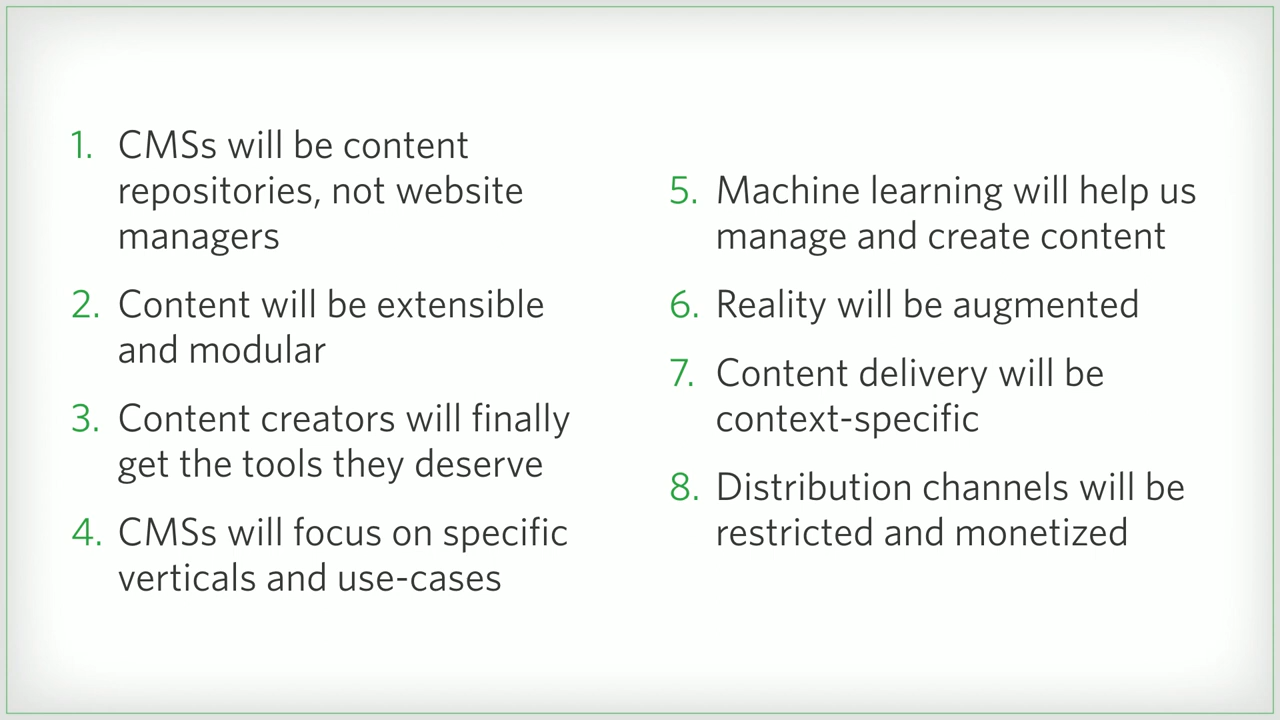 1. CMSs will be content
repositories, not website
managers
2. Content will be extensible
and modular
3. Content creators will finally
get the tools they deserve
4. CMSs will focus on specific
verticals and use-cases
5. Machine learning will help us
manage and create content
6. Reality will be augmented
7. Content delivery will be
context-specific
8. Distribution channels will be
restricted and monetized